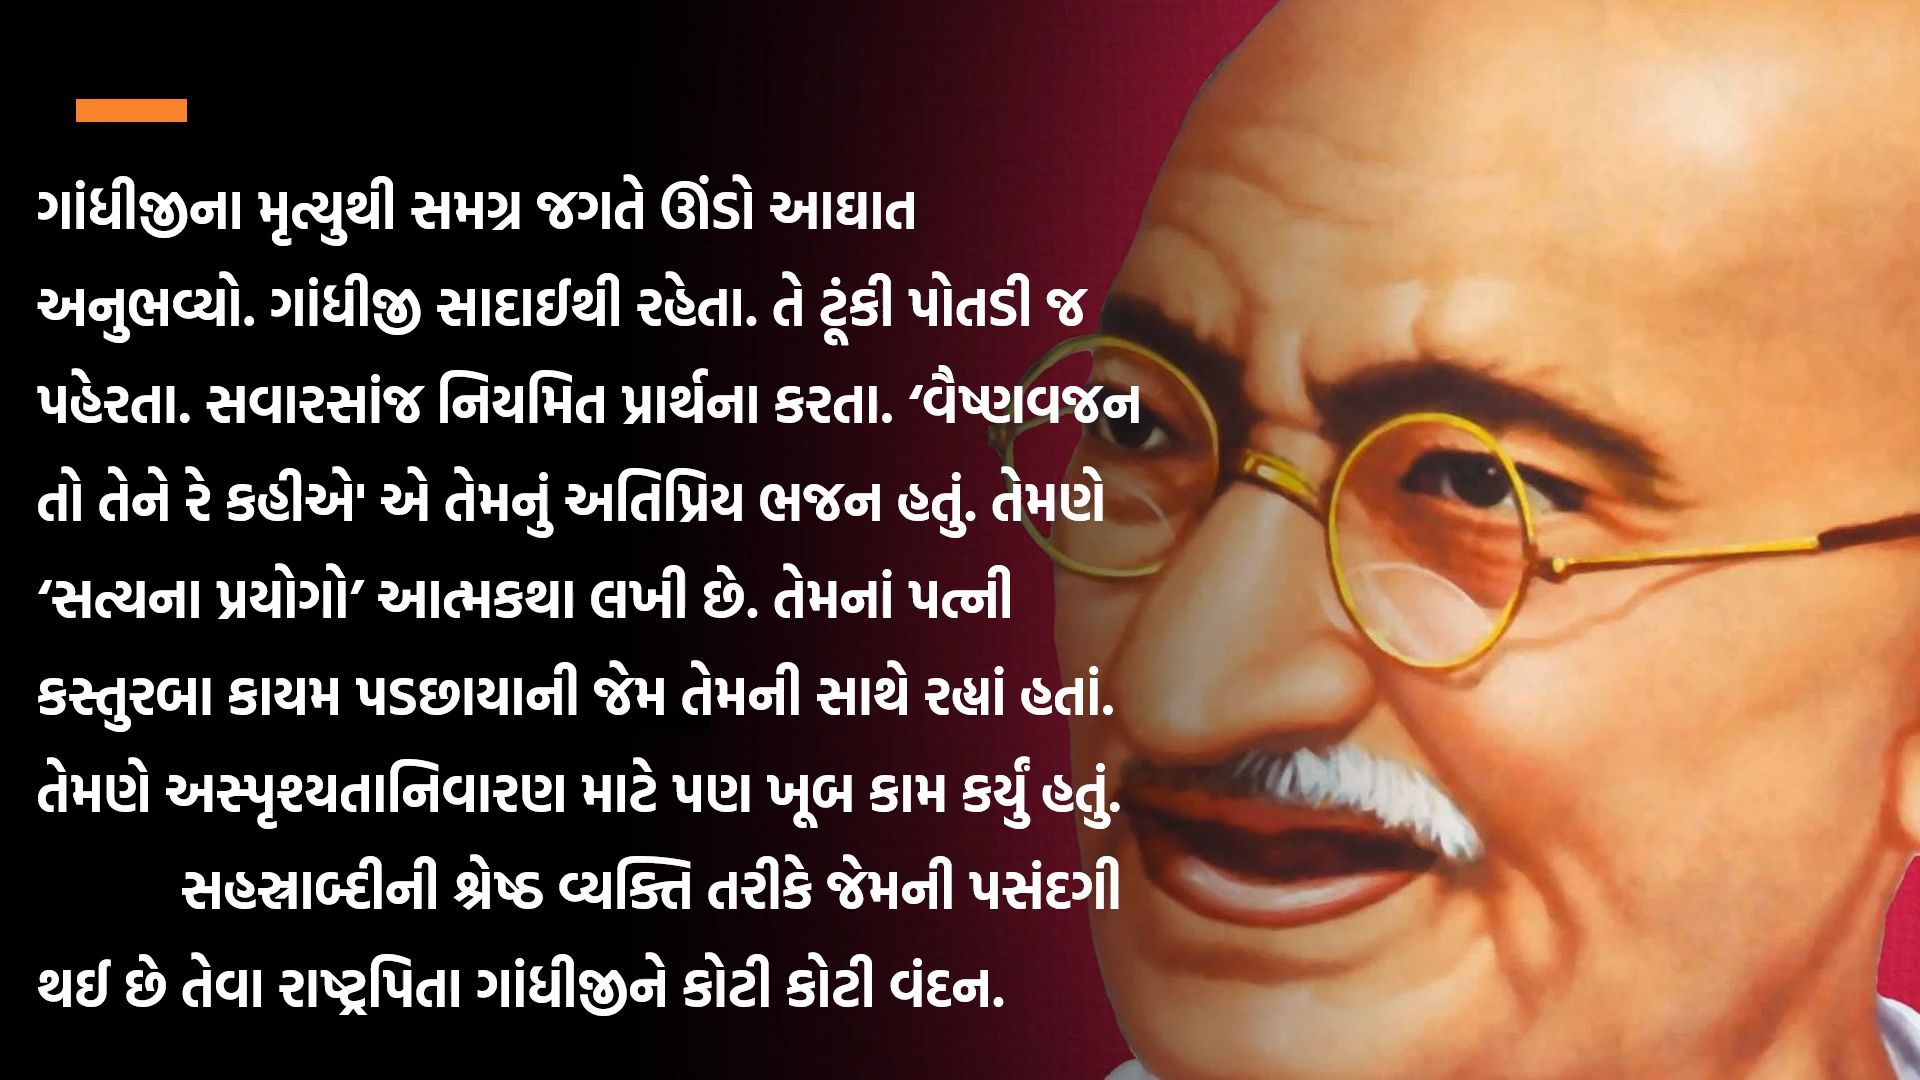 ગાંધીજીના મૃત્યુથી સમગ્ર જગતે ઊંડો આઘાત
અનુભવ્યો. ગાંધીજી સાદાઈથી રહેતા. તે ટૂંકી પોતડી જ
પહેરતા. સવારસાંજ નિયમિત પ્રાર્થના કરતા. ‘વૈષ્ણવજન
તો તેને રે કહીએ' એ તેમનું અતિપ્રિય ભજન હતું. તેમણે
‘સત્યના પ્રયોગો’ આત્મકથા લખી છે. તેમનાં પત્ની
કસ્તુરબા કાયમ પડછાયાની જેમ તેમની સાથે રહ્યાં હતાં.
તેમણે અસ્પૃશ્યતાનિવારણ માટે પણ ખૂબ કામ કર્યું હતું.
સહસ્રાબ્દીની શ્રેષ્ઠ વ્યક્તિ તરીકે જેમની પસંદગી
થઈ છે તેવા રાષ્ટ્રપિતા ગાંધીજીને કોટી કોટી વંદન.